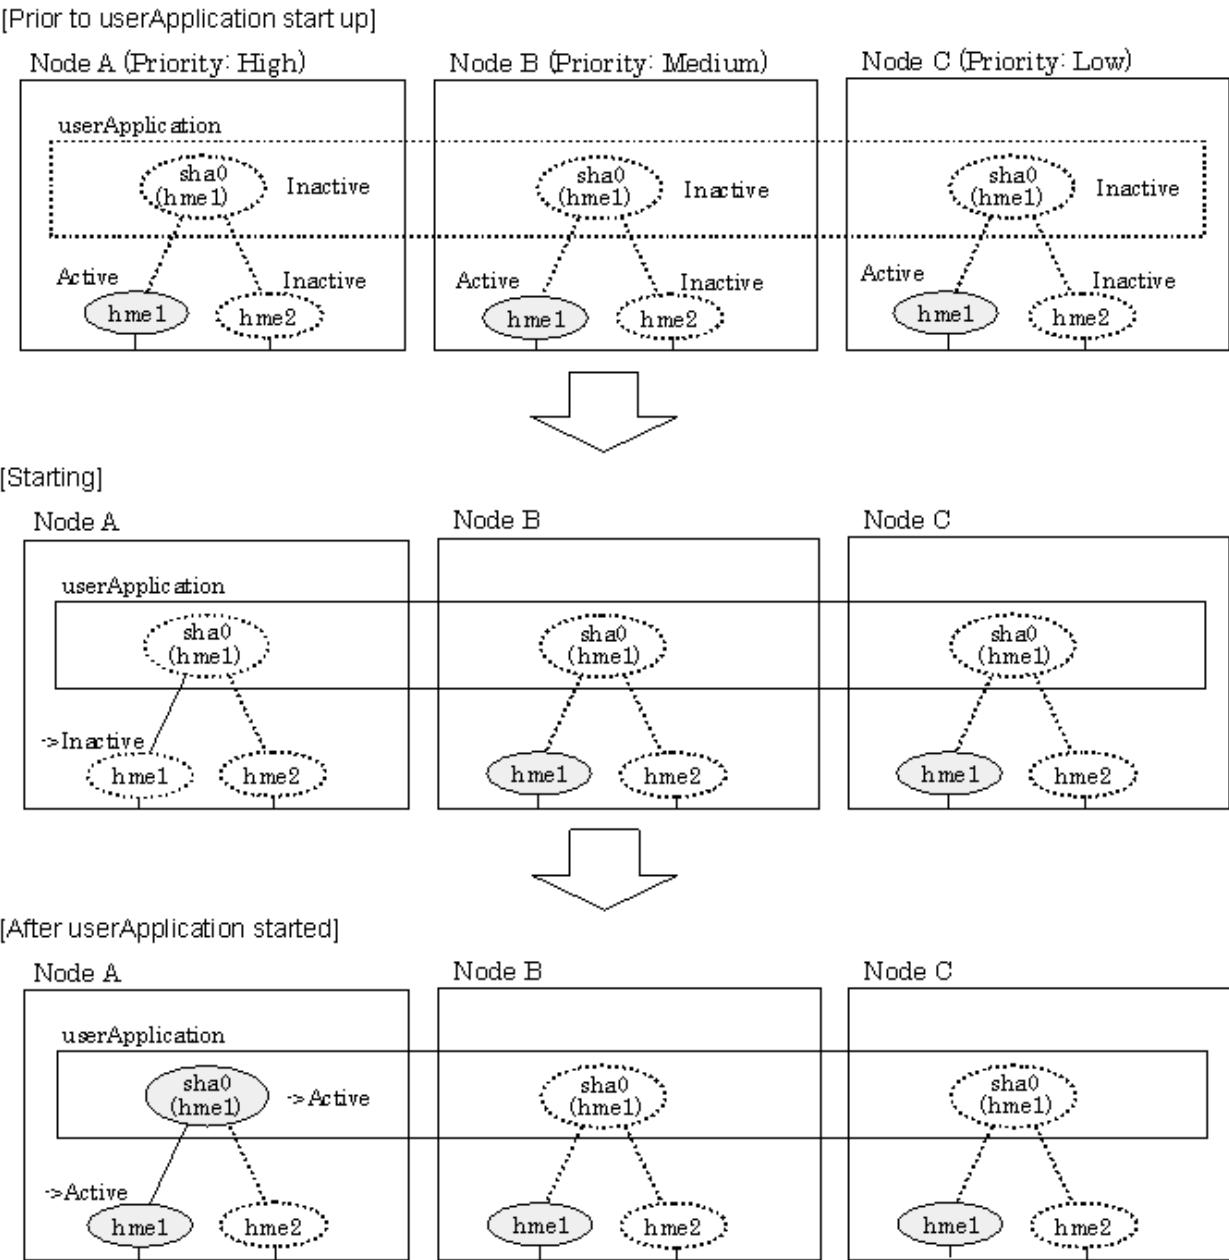 [Prior to userApplication start up]
Node A (Priority: High)
Node B (Priority: Medium)
Node C (Priority: Low)
userApplication
sha0
(hme1)
Inactive
sha0
(hme1)
Inactive
sha0
(hme1)
Inactive
Active
Inactive
Active
Inactive
Active
Inactive
hme1
hme2
hme1
hme2
hme1
hme2
[Starting]
Node A
Node B
Node C
userApplication
sha0
(hme1)
sha0
(hme1)
sha0
(hme1)
->Inactive
hme1
hme2
hme1
hme2
hme1
hme2
[After userApplication started]
Node A
Node B
Node C
userApplication
sha0
(hme1)
->Active
sha0
(hme1)
sha0
(hme1)
->Active
hme1
hme2
hme1
hme2
hme1
hme2